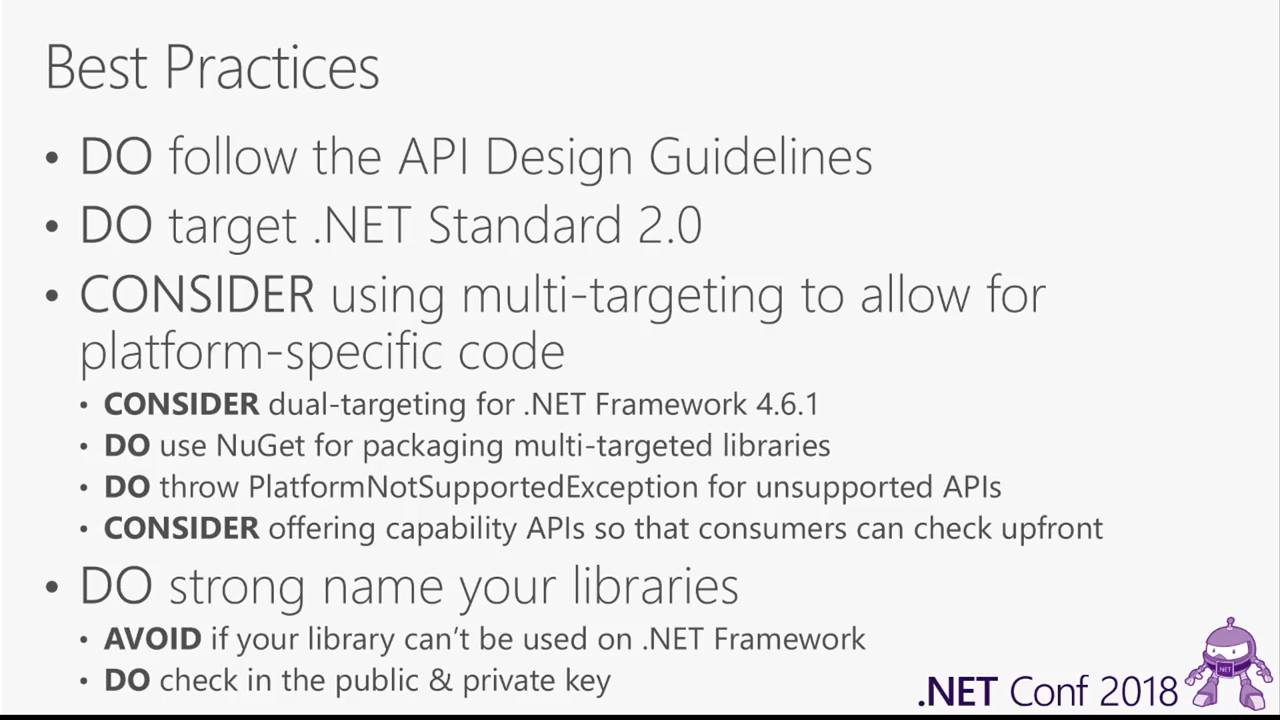 Best Practices
• DO follow the API Design Guidelines
• DO target .NET Standard 2.0
• CONSIDER using multi-targeting to allow for
platform-specific code
• CONSIDER dual-targeting for .NET Framework 4.6.1
• DO use NuGet for packaging multi-targeted libraries
• DO throw PlatformNotSupportedException for unsupported APIs
• CONSIDER offering capability APIs so that consumers can check upfront
• DO strong name your libraries
• AVOID if your library can't be used on .NET Framework
• DO check in the public & private key
.NET Conf 2018
.NET